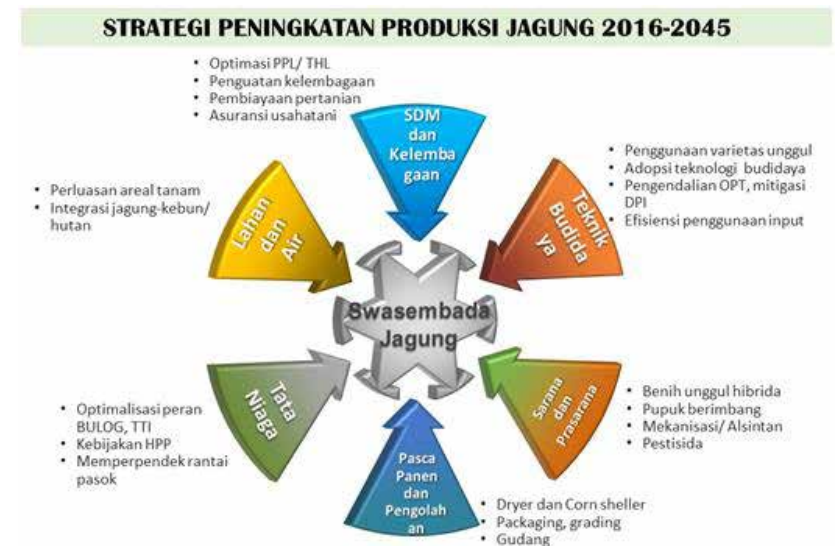 STRATEGI PENINGKATAN PRODUKSI JAGUNG 2016-2045
• Optimasi PPL/ THL
• Penguatan kelembagaan
• Pembiayaan pertanian
• Asuransi usahatani
SDM
dan
Kelemba
gaan
• Penggunaan varietas unggul
• Adopsi teknologi budidaya
• Pengendalian OPT, mitigasi
DPI
• Efisiensi penggunaan input
Teknik
Budida
ya
• Perluasan areal tanam
• Integrasi jagung-kebun/
hutan
Lahan
dan
Air
Swasembada
Jagung
Tata
Niaga
• Optimalisasi peran
BULOG, TTI
• Kebijakan HPP
• Memperpendek rantai
pasok
Sarana
dan
Prasarana
• Benih unggul hibrida
• Pupuk berimbang
• Mekanisasi/ Alsintan
• Pestisida
Pasca
Panen
dan
Pengolah
an
• Dryer dan Corn sheller
• Packaging, grading
• Gudang